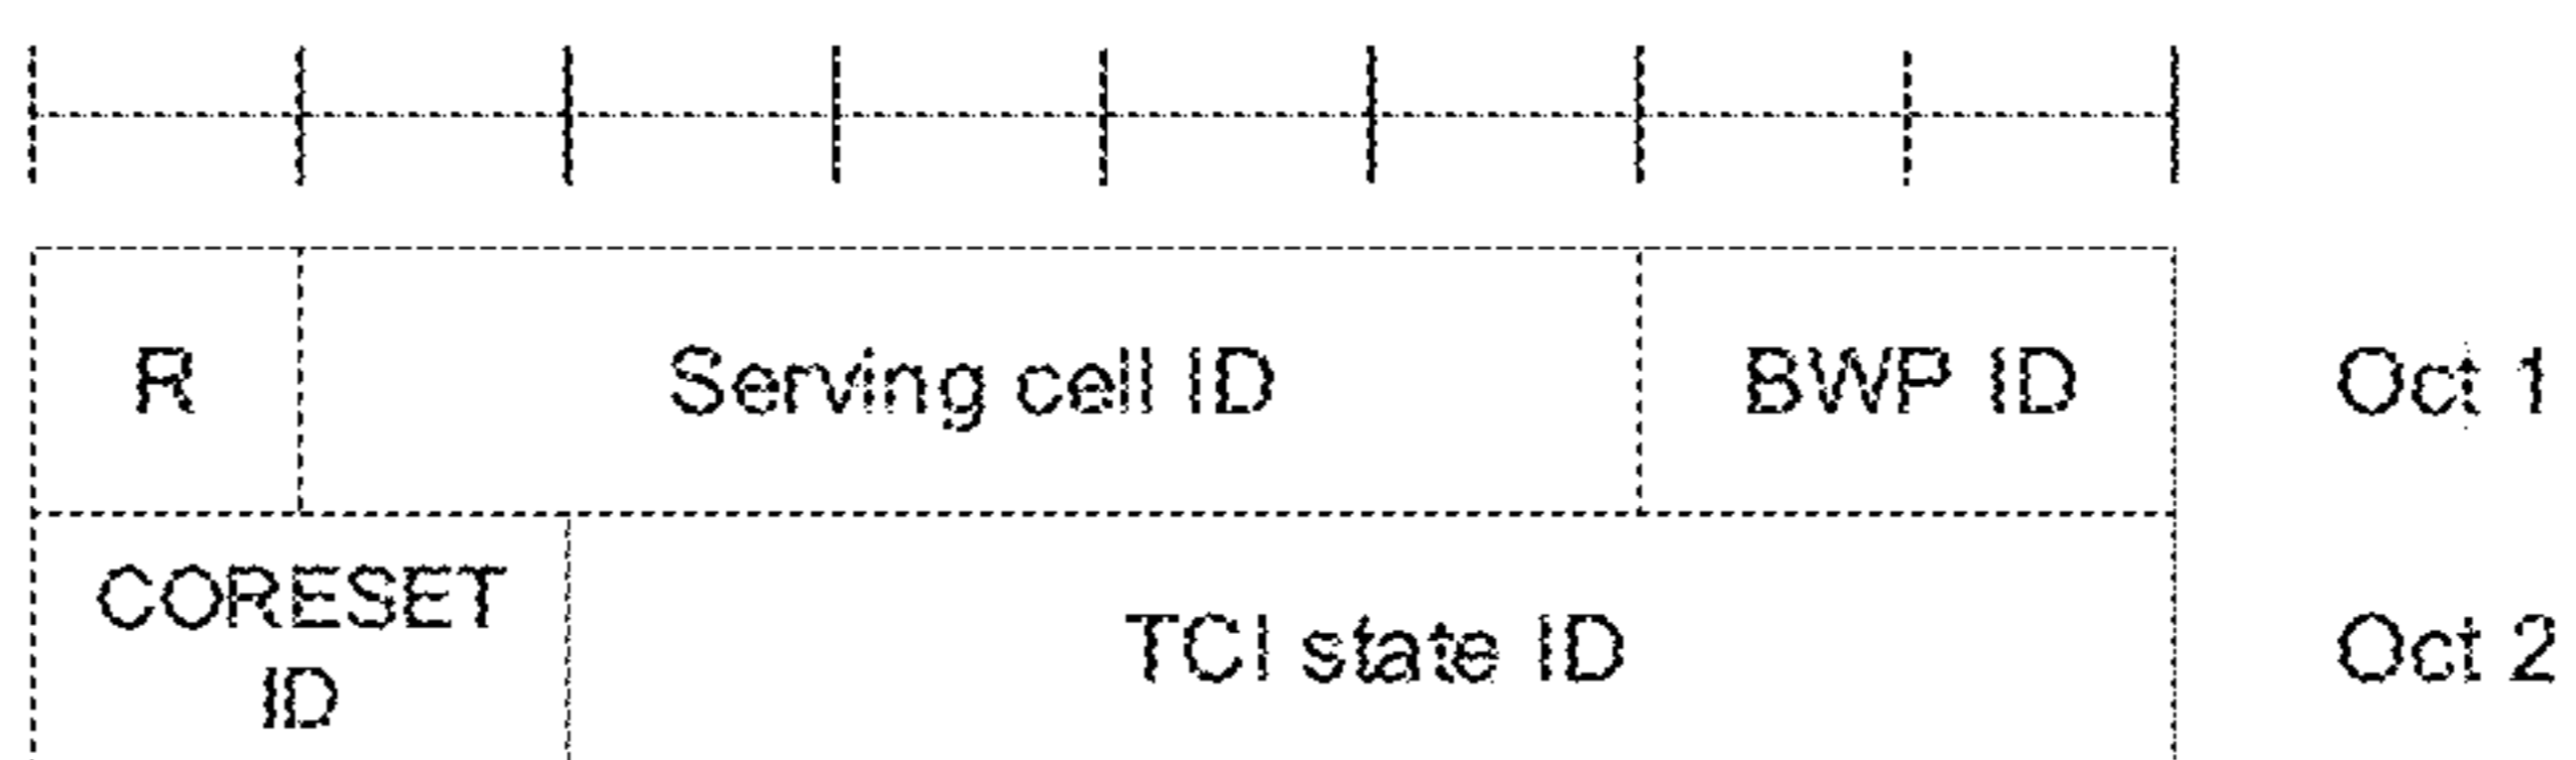 R Serving cell ID BWP ID Oct 1
CORESET
ID
TCI state ID Oct 2